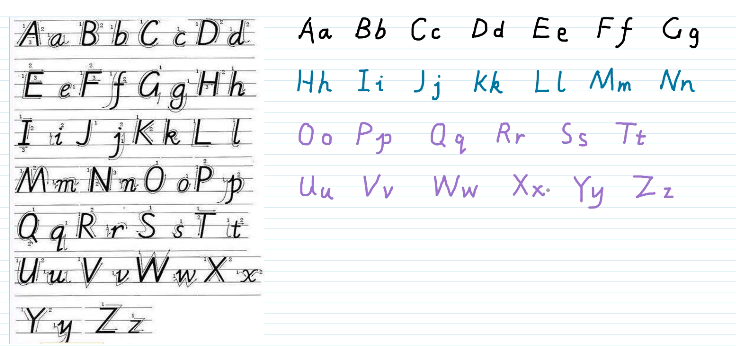 Aa Bb Cc Dd
Ee Ff Gg Hh
Ii Jj Kk Ll
Mm Nn Oo Pp
Qq Rr Ss Tt
Uu Vv Ww Xx
Yy Zz
Aa Bb Cc Dd Ee Ff Gg
Hh Ii Jj Kk Ll Mm Nn
Oo Pp Qq Rr Ss Tt
Uu Vv Ww Xx. Yy Zz